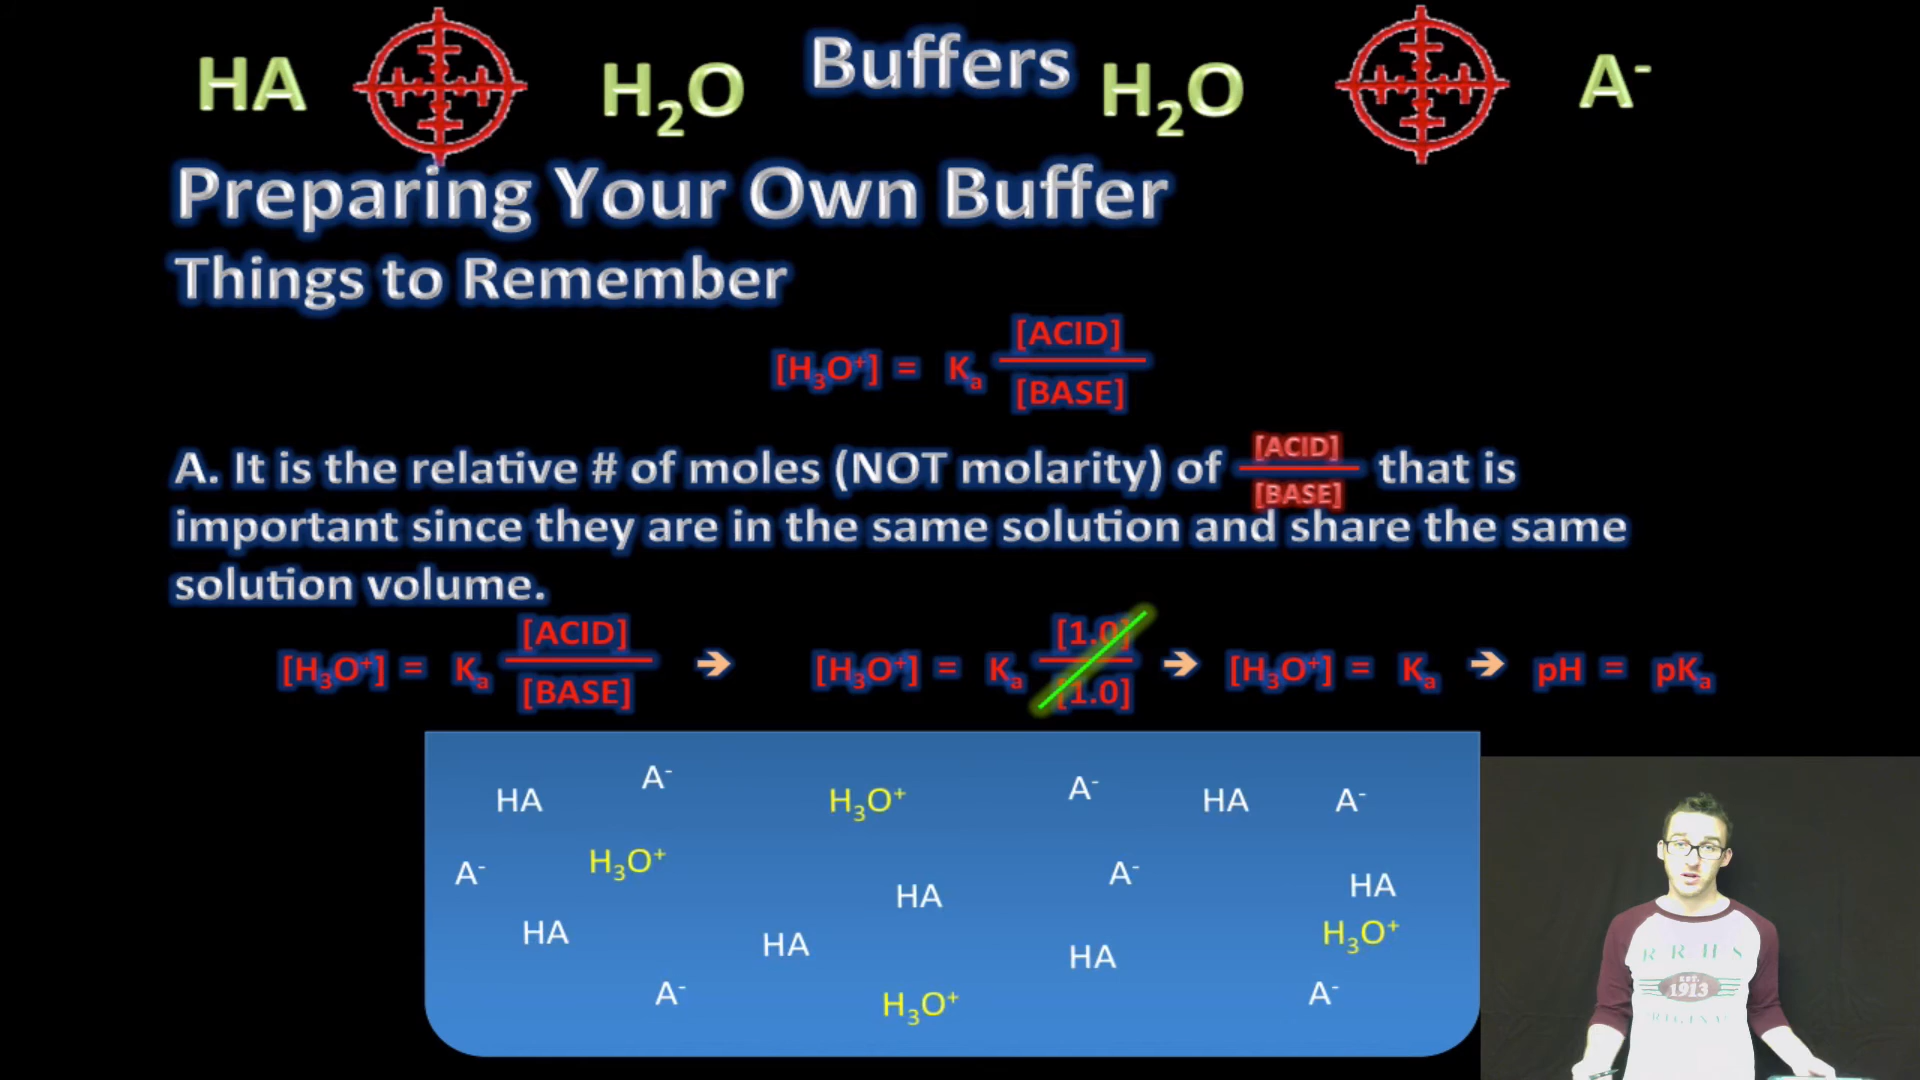 HA H₂O Buffers H₂O A⁻
Preparing Your Own Buffer
Things to Remember
[H₃O⁺] = Kₐ [ACID] / [BASE]
A. It is the relative # of moles (NOT molarity) of [ACID] / [BASE] that is
important since they are in the same solution and share the same
solution volume.
[H₃O⁺] = Kₐ [ACID] / [BASE] ➔ [H₃O⁺] = Kₐ [1.0] / [1.0] ➔ [H₃O⁺] = Kₐ ➔ pH = pKₐ
HA A⁻ H₃O⁺ A⁻ HA A⁻
A⁻ H₃O⁺ HA A⁻ HA
HA HA HA H₃O⁺
A⁻ H₃O⁺ A⁻
R R H S
EST.
1913